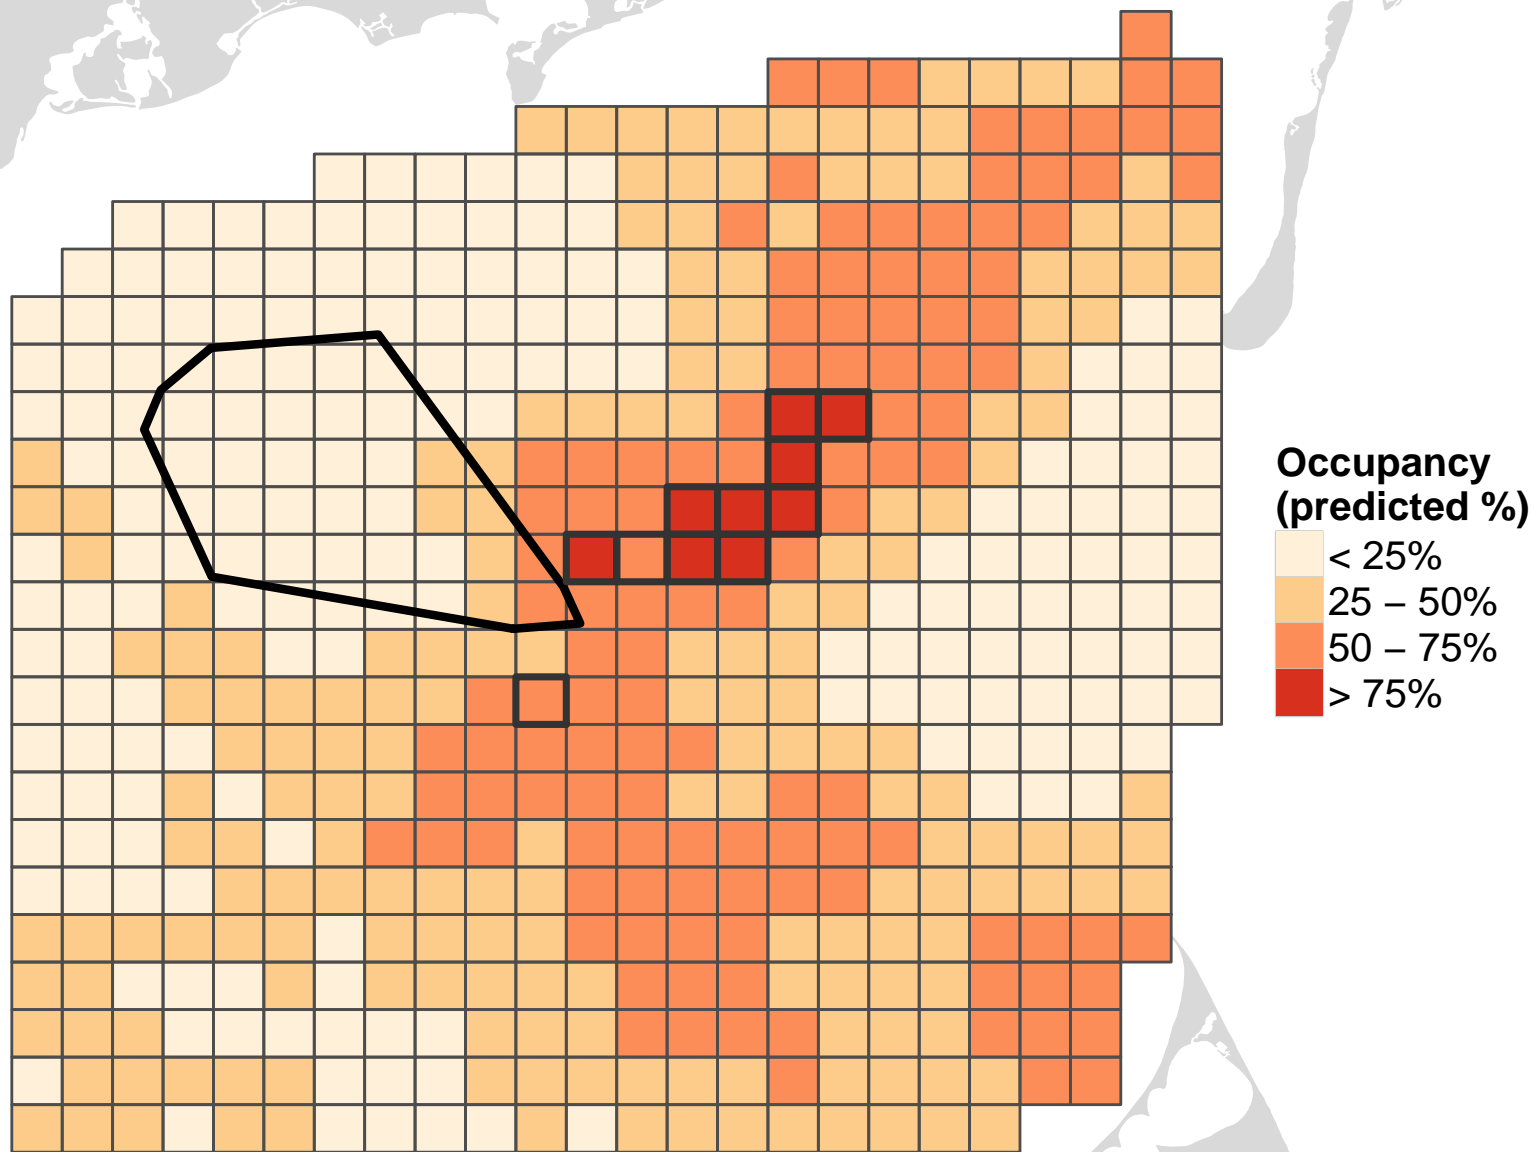 Occupancy
(predicted %)
< 25%
25 – 50%
50 – 75%
> 75%